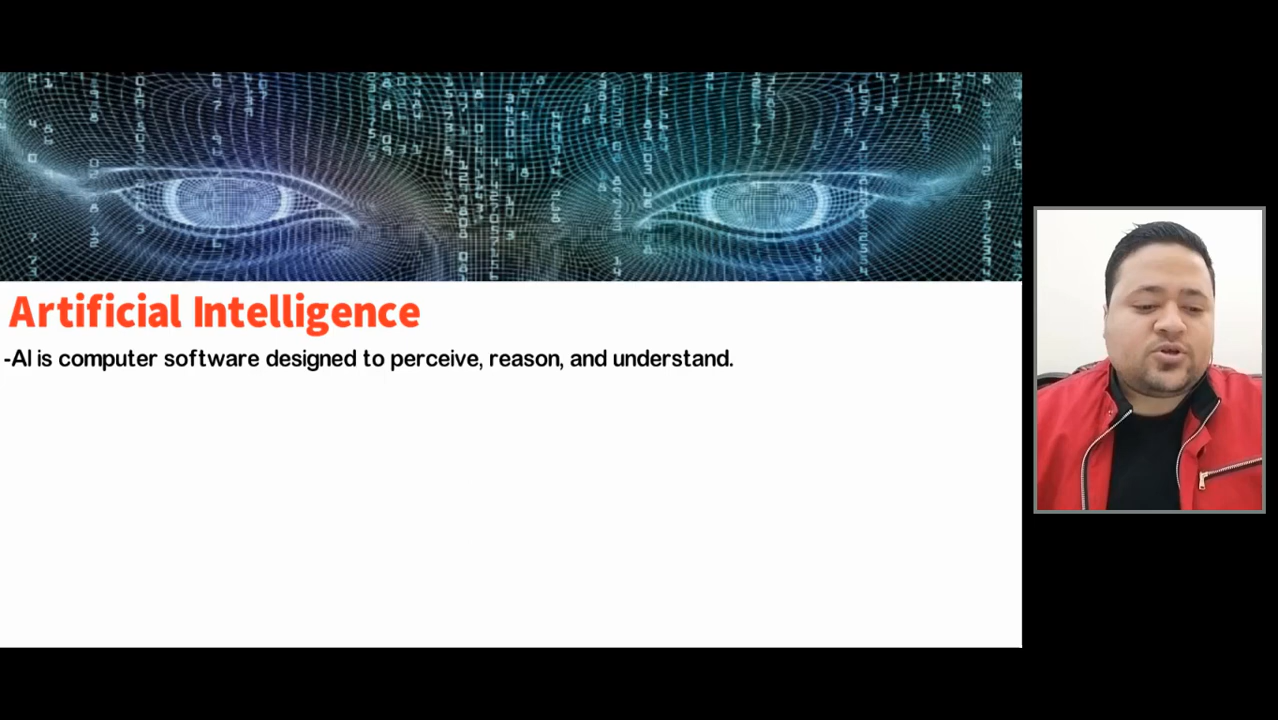 Artificial Intelligence
-AI is computer software designed to perceive, reason, and understand.